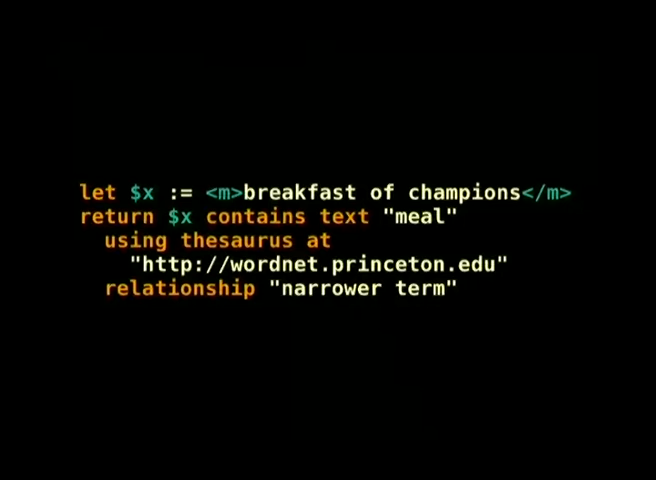 let $x := <m>breakfast of champions</m>
return $x contains text "meal"
using thesaurus at
"http://wordnet.princeton.edu"
relationship "narrower term"